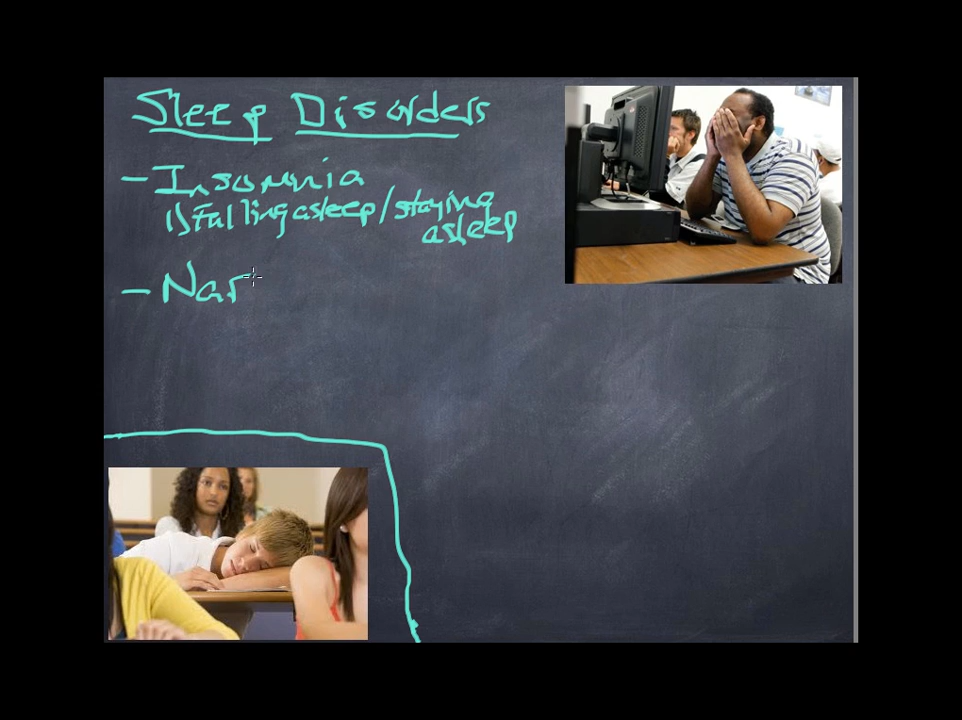 Sleep Disorders
- Insomnia
1) Falling asleep/staying
asleep
- Nar